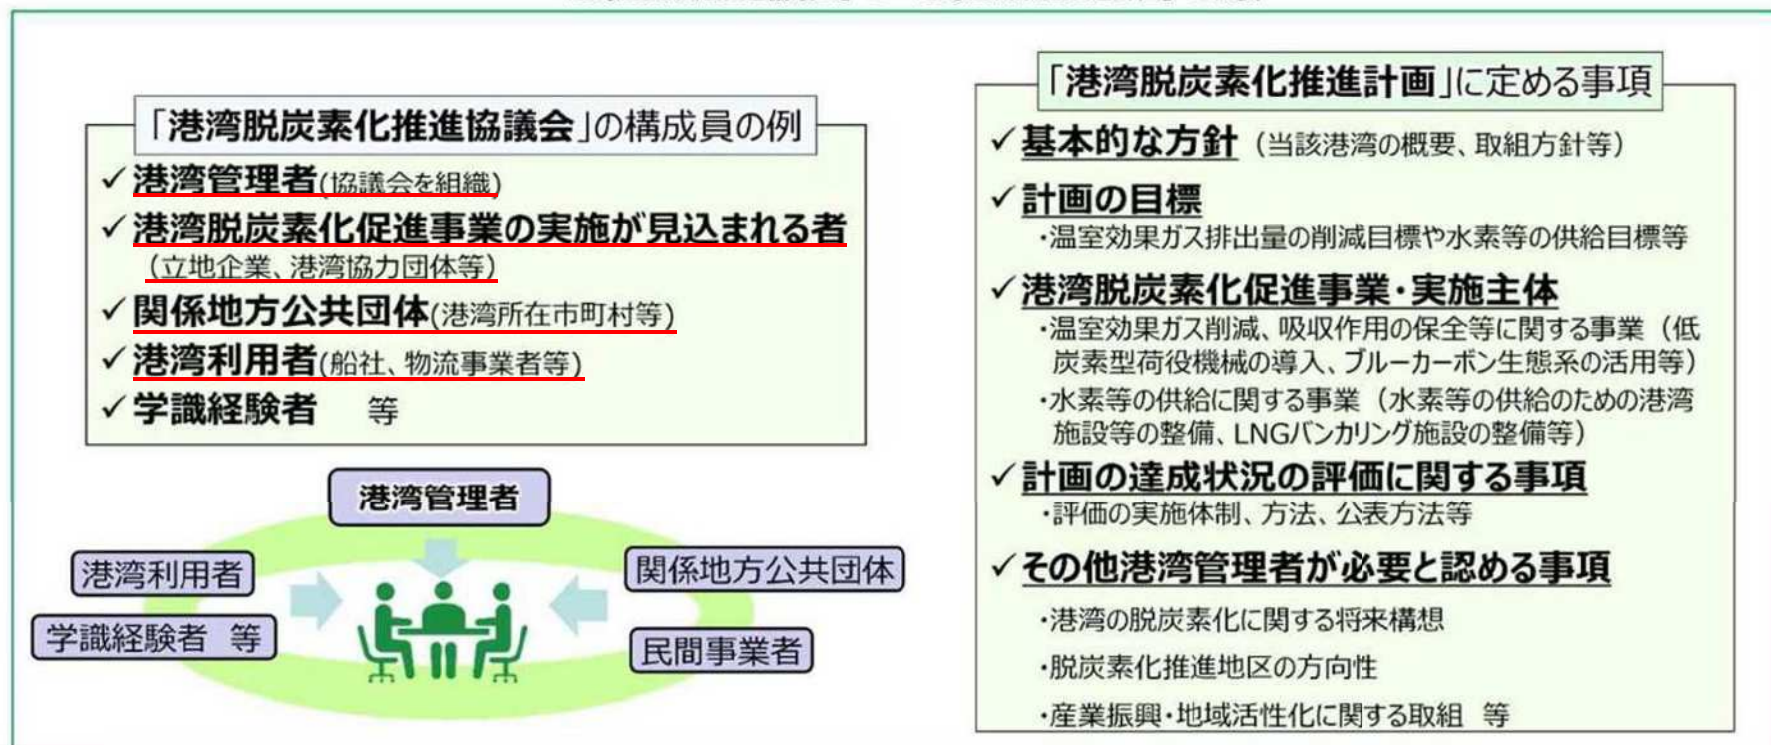 「港湾脱炭素化推進協議会」の構成員の例
✓港湾管理者(協議会を組織)
✓港湾脱炭素化促進事業の実施が見込まれる者
（立地企業、港湾協力団体等）
✓関係地方公共団体(港湾所在市町村等)
✓港湾利用者(船社、物流事業者等)
✓学識経験者　等
港湾管理者
港湾利用者
関係地方公共団体
学識経験者　等
民間事業者
「港湾脱炭素化推進計画」に定める事項
✓基本的な方針（当該港湾の概要、取組方針等）
✓計画の目標
・温室効果ガス排出量の削減目標や水素等の供給目標等
✓港湾脱炭素化促進事業・実施主体
・温室効果ガス削減、吸収作用の保全等に関する事業（低
炭素型荷役機械の導入、ブルーカーボン生態系の活用等）
・水素等の供給に関する事業（水素等の供給のための港湾
施設等の整備、LNGバンカリング施設の整備等）
✓計画の達成状況の評価に関する事項
・評価の実施体制、方法、公表方法等
✓その他港湾管理者が必要と認める事項
・港湾の脱炭素化に関する将来構想
・脱炭素化推進地区の方向性
・産業振興・地域活性化に関する取組　等